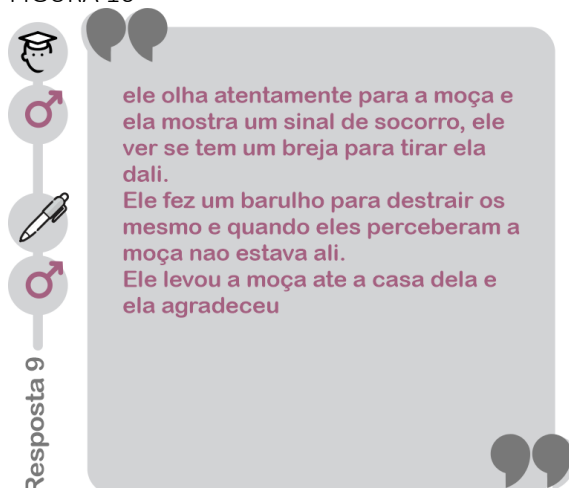 ele olha atentamente para a moça e
ela mostra um sinal de socorro, ele
ver se tem um breja para tirar ela
dali.
Ele fez um barulho para destrair os
mesmo e quando eles perceberam a
moça nao estava ali.
Ele levou a moça ate a casa dela e
ela agradeceu
Resposta 9